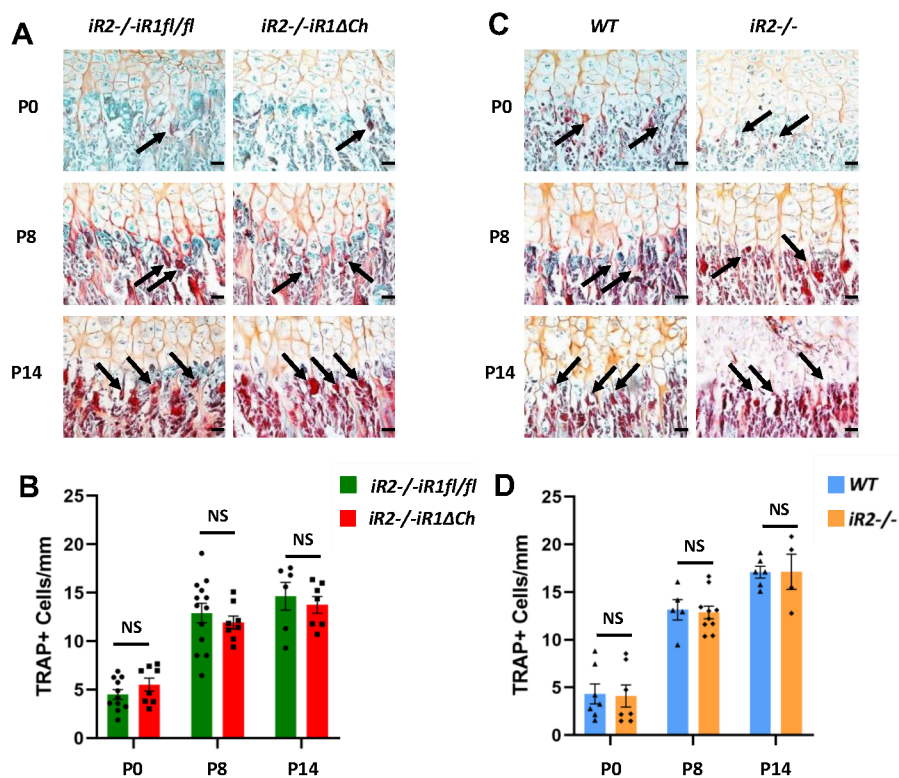 A
iR2-/-iR1fl/fl iR2-/-iR1ΔCh
P0
P8
P14
B
iR2-/-iR1fl/fl
iR2-/-iR1ΔCh
TRAP+ Cells/mm
25
20
15
10
5
0
NS
NS
NS
P0 P8 P14
C
WT iR2-/-
P0
P8
P14
D
WT
iR2-/-
TRAP+ Cells/mm
25
20
15
10
5
0
NS
NS
NS
P0 P8 P14